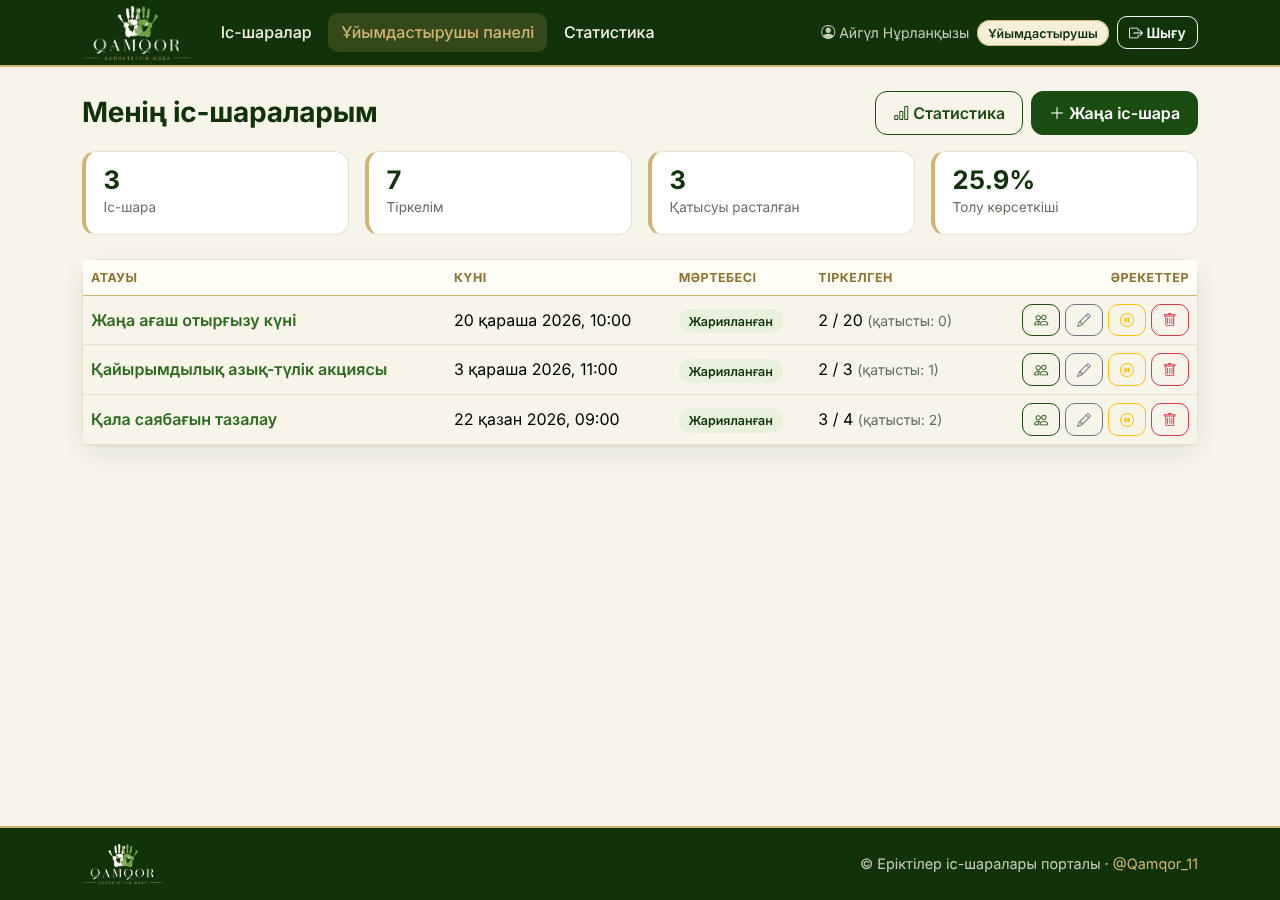 QAMQOR
Іс-шаралар
Ұйымдастырушы панелі
Статистика
Айгүл Нұрланқызы
Ұйымдастырушы
Шығу
Менің іс-шараларым
Статистика
Жаңа іс-шара
3
Іс-шара
7
Тіркелім
3
Қатысуы расталған
25.9%
Толу көрсеткіші
АТАУЫ КҮНІ МӘРТЕБЕСІ ТІРКЕЛГЕН ӘРЕКЕТТЕР
Жаңа ағаш отырғызу күні 20 қараша 2026, 10:00 Жарияланған 2 / 20 (қатысты: 0)
Қайырымдылық азық-түлік акциясы 3 қараша 2026, 11:00 Жарияланған 2 / 3 (қатысты: 1)
Қала саябағын тазалау 22 қазан 2026, 09:00 Жарияланған 3 / 4 (қатысты: 2)
QAMQOR
© Еріктілер іс-шаралары порталы · @Qamqor_11